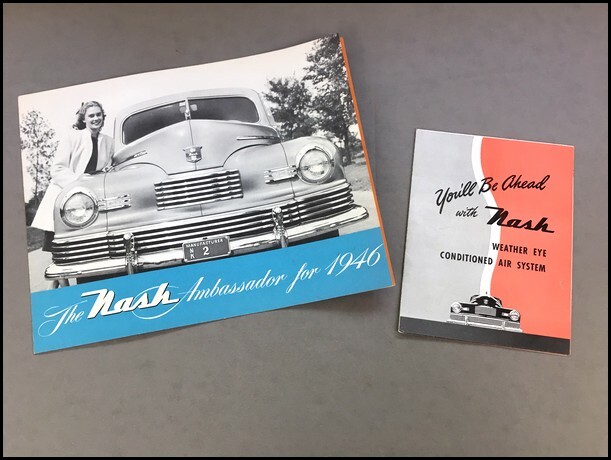 MANUFACTURER
2
The Nash Ambassador for 1946
You'll Be Ahead
with Nash
WEATHER EYE
CONDITIONED AIR SYSTEM